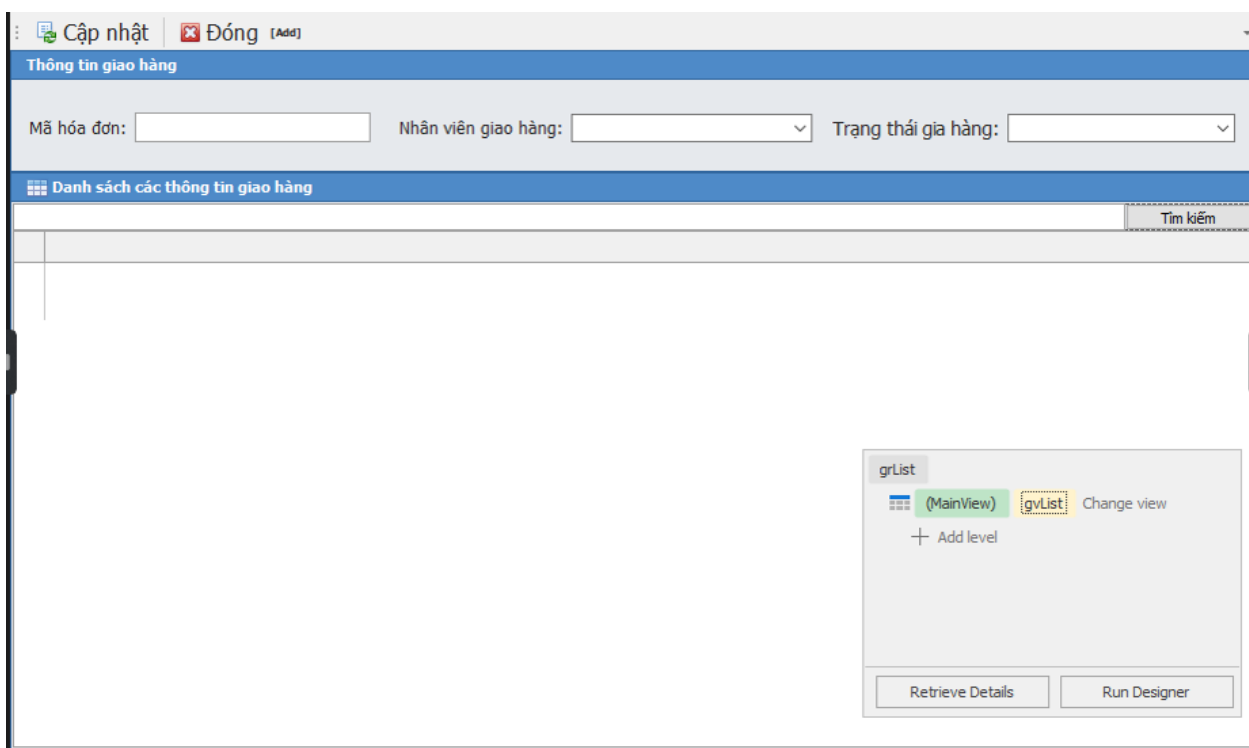 Cập nhật Đóng [Add]
Thông tin giao hàng
Mã hóa đơn: Nhân viên giao hàng: Trạng thái gia hàng:
Danh sách các thông tin giao hàng
Tìm kiếm
grList
(MainView) gvList Change view
Add level
Retrieve Details Run Designer